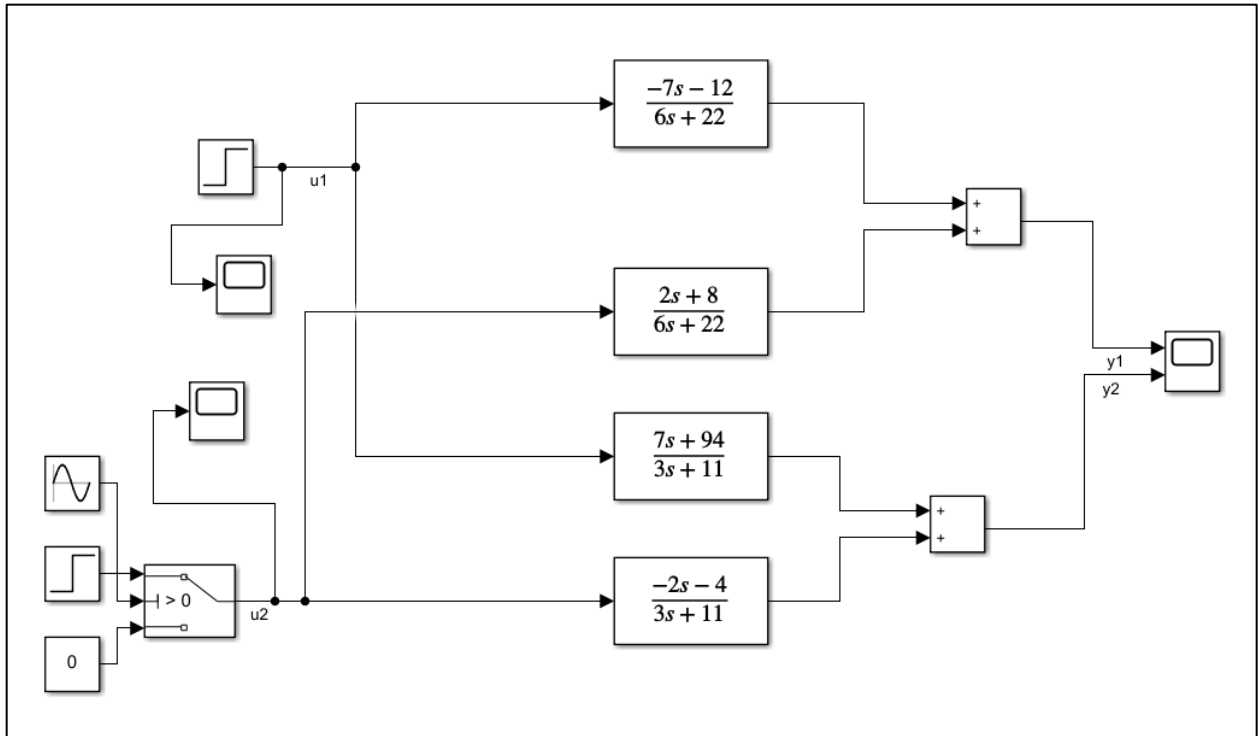 −7s − 12
6s + 22
u1
+
+
2s + 8
6s + 22
y1
y2
7s + 94
3s + 11
+
+
−2s − 4
3s + 11
> 0
u2
0